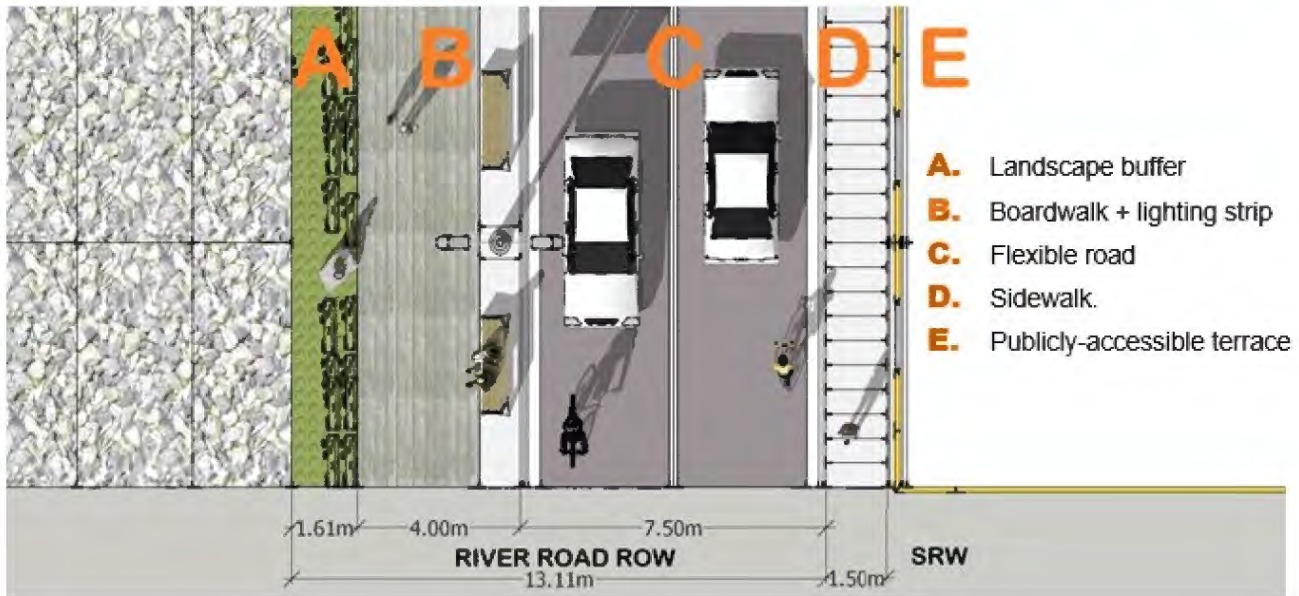 A B C D E
A. Landscape buffer
B. Boardwalk + lighting strip
C. Flexible road
D. Sidewalk.
E. Publicly-accessible terrace
1.61m 4.00m 7.50m
RIVER ROAD ROW SRW
13.11m 1.50m